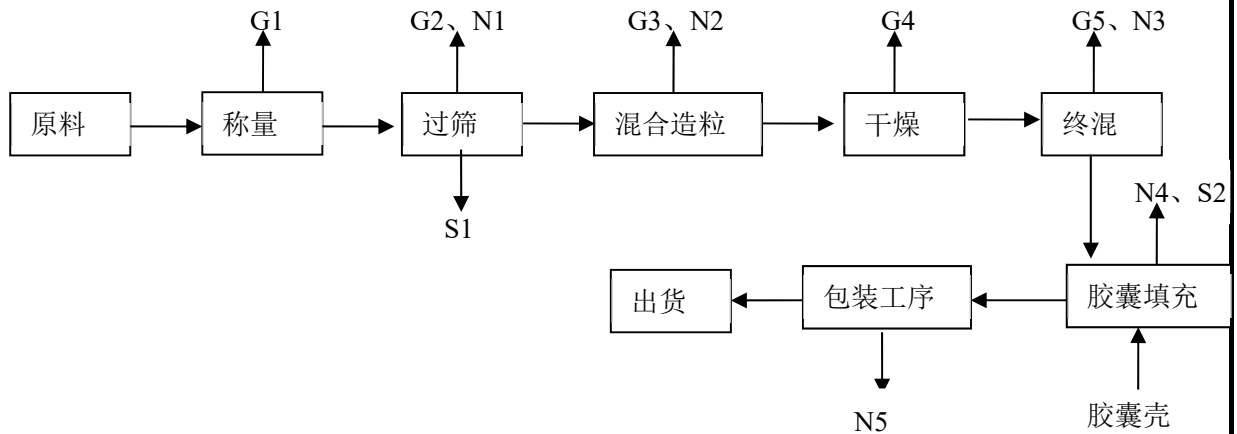 G1
G2、N1
G3、N2
G4
G5、N3
原料
称量
过筛
混合造粒
干燥
终混
S1
N4、S2
出货
包装工序
胶囊填充
N5
胶囊壳